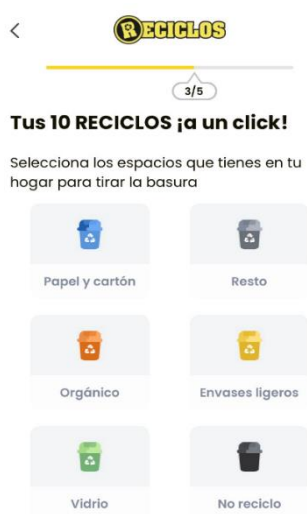 RECICLOS
3/5
Tus 10 RECICLOS ¡a un click!
Selecciona los espacios que tienes en tu
hogar para tirar la basura
Papel y cartón
Resto
Orgánico
Envases ligeros
Vidrio
No reciclo